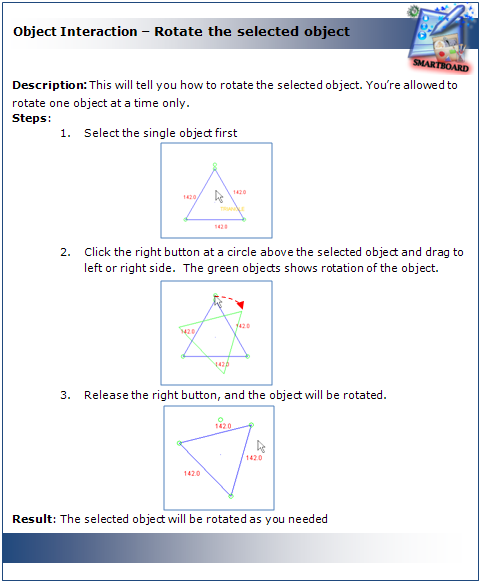 Object Interaction – Rotate the selected object
SMARTBOARD
Description: This will tell you how to rotate the selected object. You’re allowed to
rotate one object at a time only.
Steps:
1. Select the single object first
142.0 142.0
TRIANGLE
142.0
2. Click the right button at a circle above the selected object and drag to
left or right side. The green objects shows rotation of the object.
142.0 142.0
142.0
3. Release the right button, and the object will be rotated.
142.0
142.0
142.0
Result: The selected object will be rotated as you needed